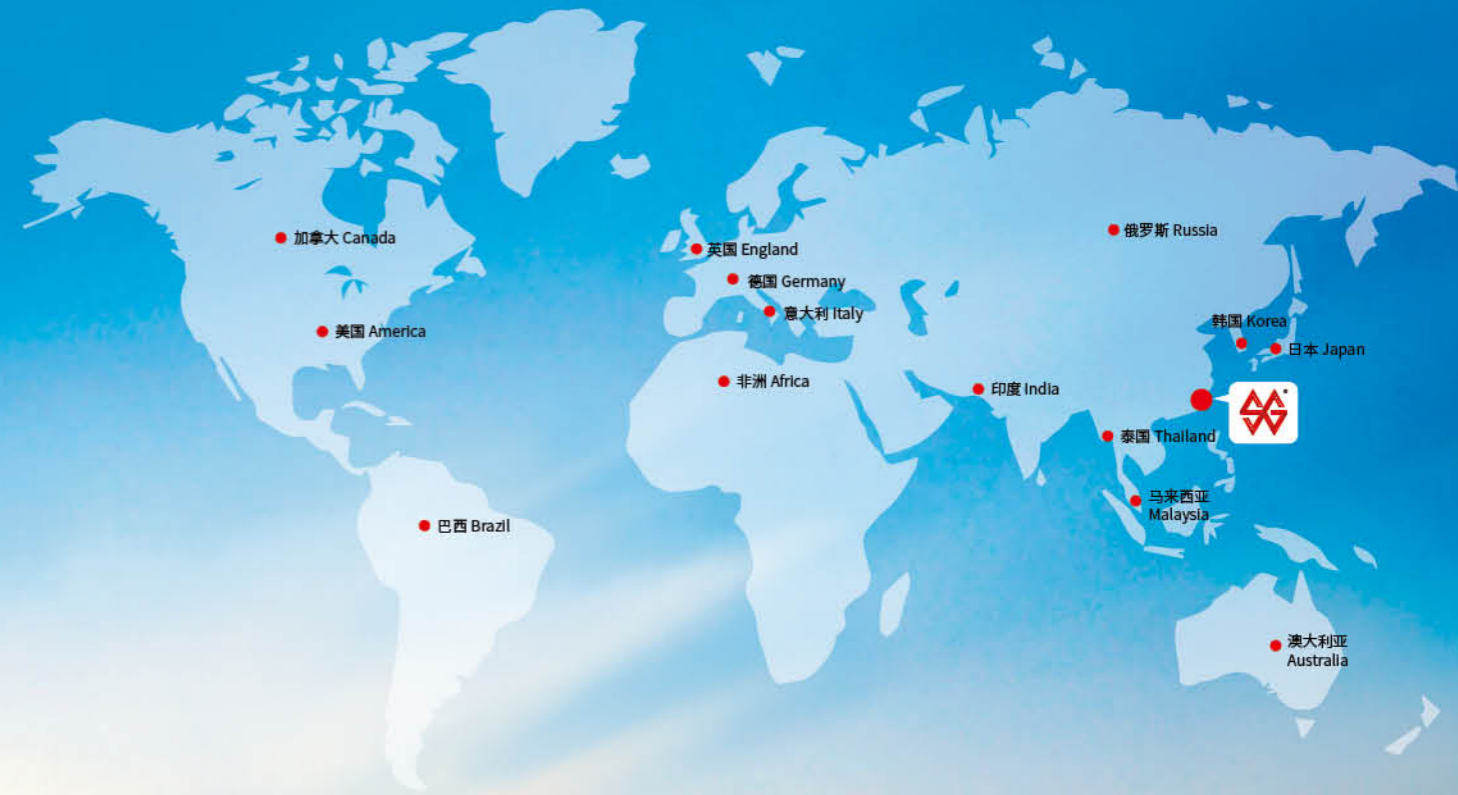 加拿大 Canada
俄罗斯 Russia
英国 England
德国 Germany
意大利 Italy
韩国 Korea
美国 America
日本 Japan
非洲 Africa
印度 India
泰国 Thailand
马来西亚
Malaysia
巴西 Brazil
澳大利亚
Australia